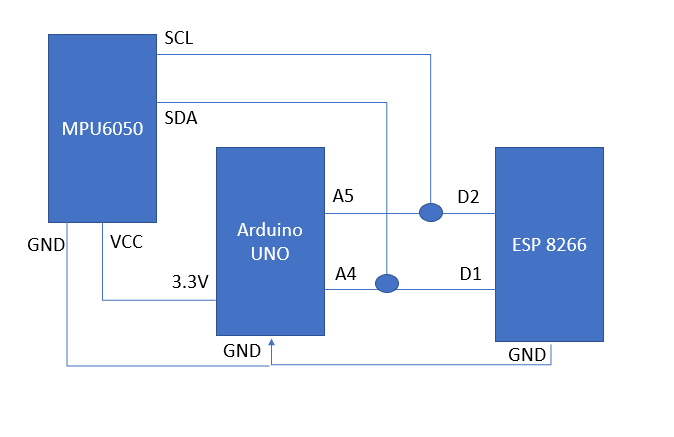 SCL
MPU6050
SDA
A5
D2
GND
VCC
Arduino
UNO
ESP 8266
3.3V
A4
D1
GND
GND